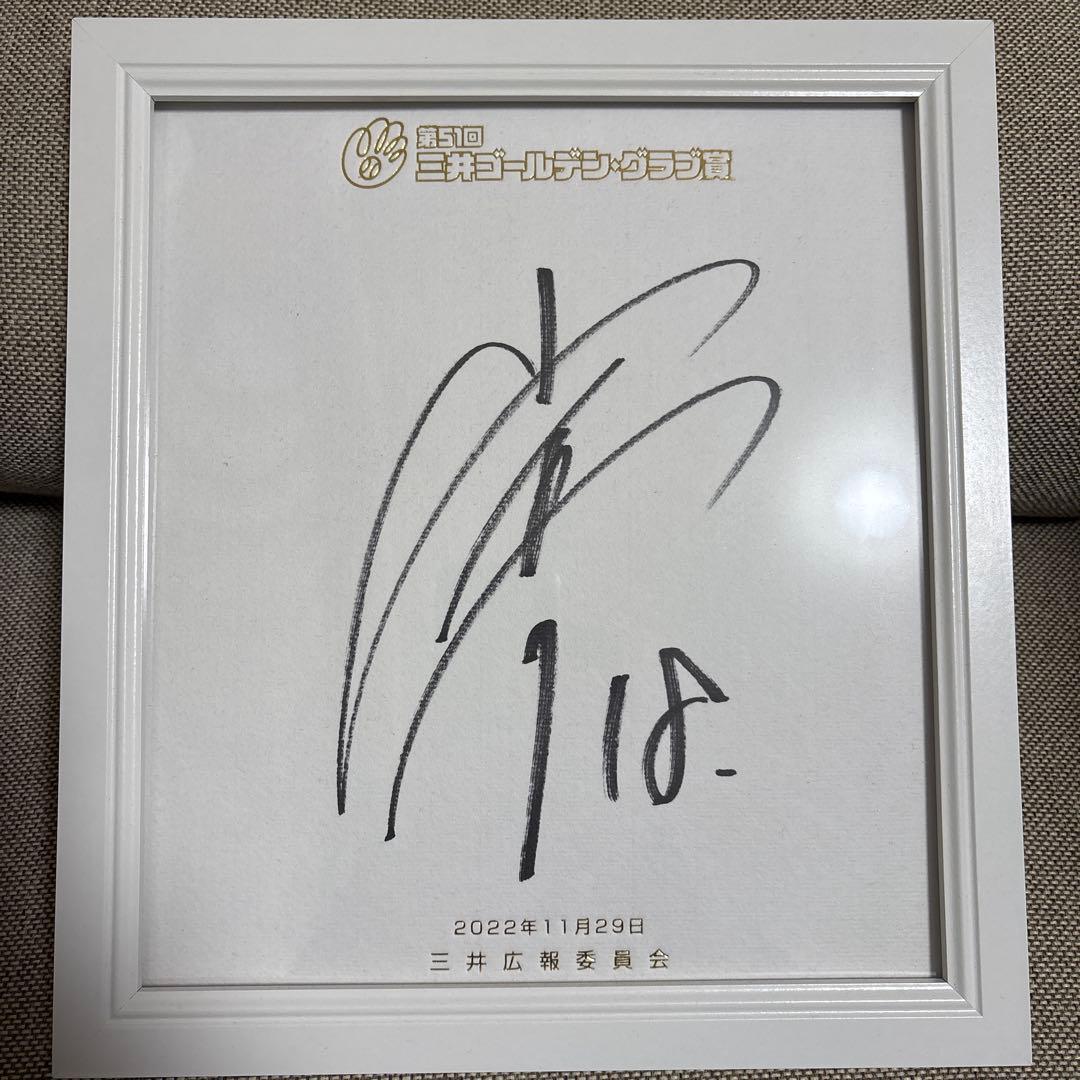 第51回
三井ゴールデン・グラブ賞
18.
2022年11月29日
三井広報委員会